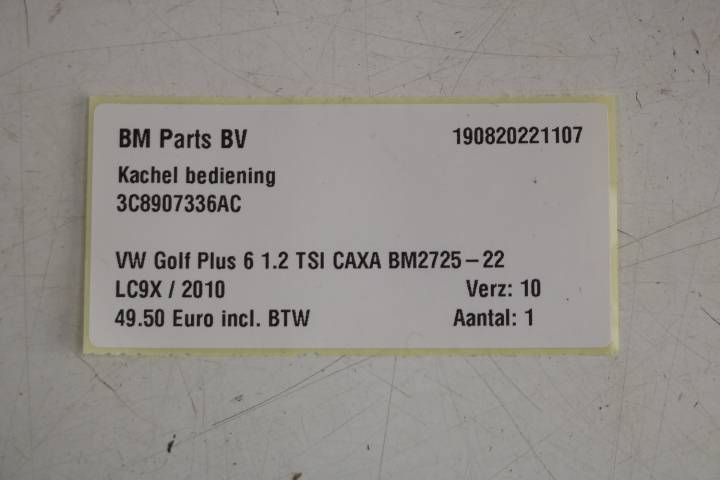 BM Parts BV 190820221107
Kachel bediening
3C8907336AC
VW Golf Plus 6 1.2 TSI CAXA BM2725-22
LC9X / 2010 Verz: 10
49.50 Euro incl. BTW Aantal: 1